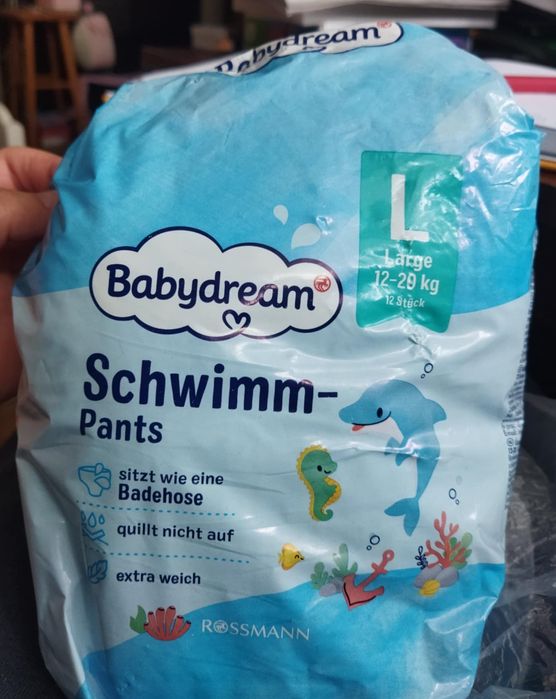 Babydream
L
Large
12-20 kg
12 Stück
Babydream
Schwimm-
Pants
sitzt wie eine
Badehose
quillt nicht auf
extra weich
ROSSMANN